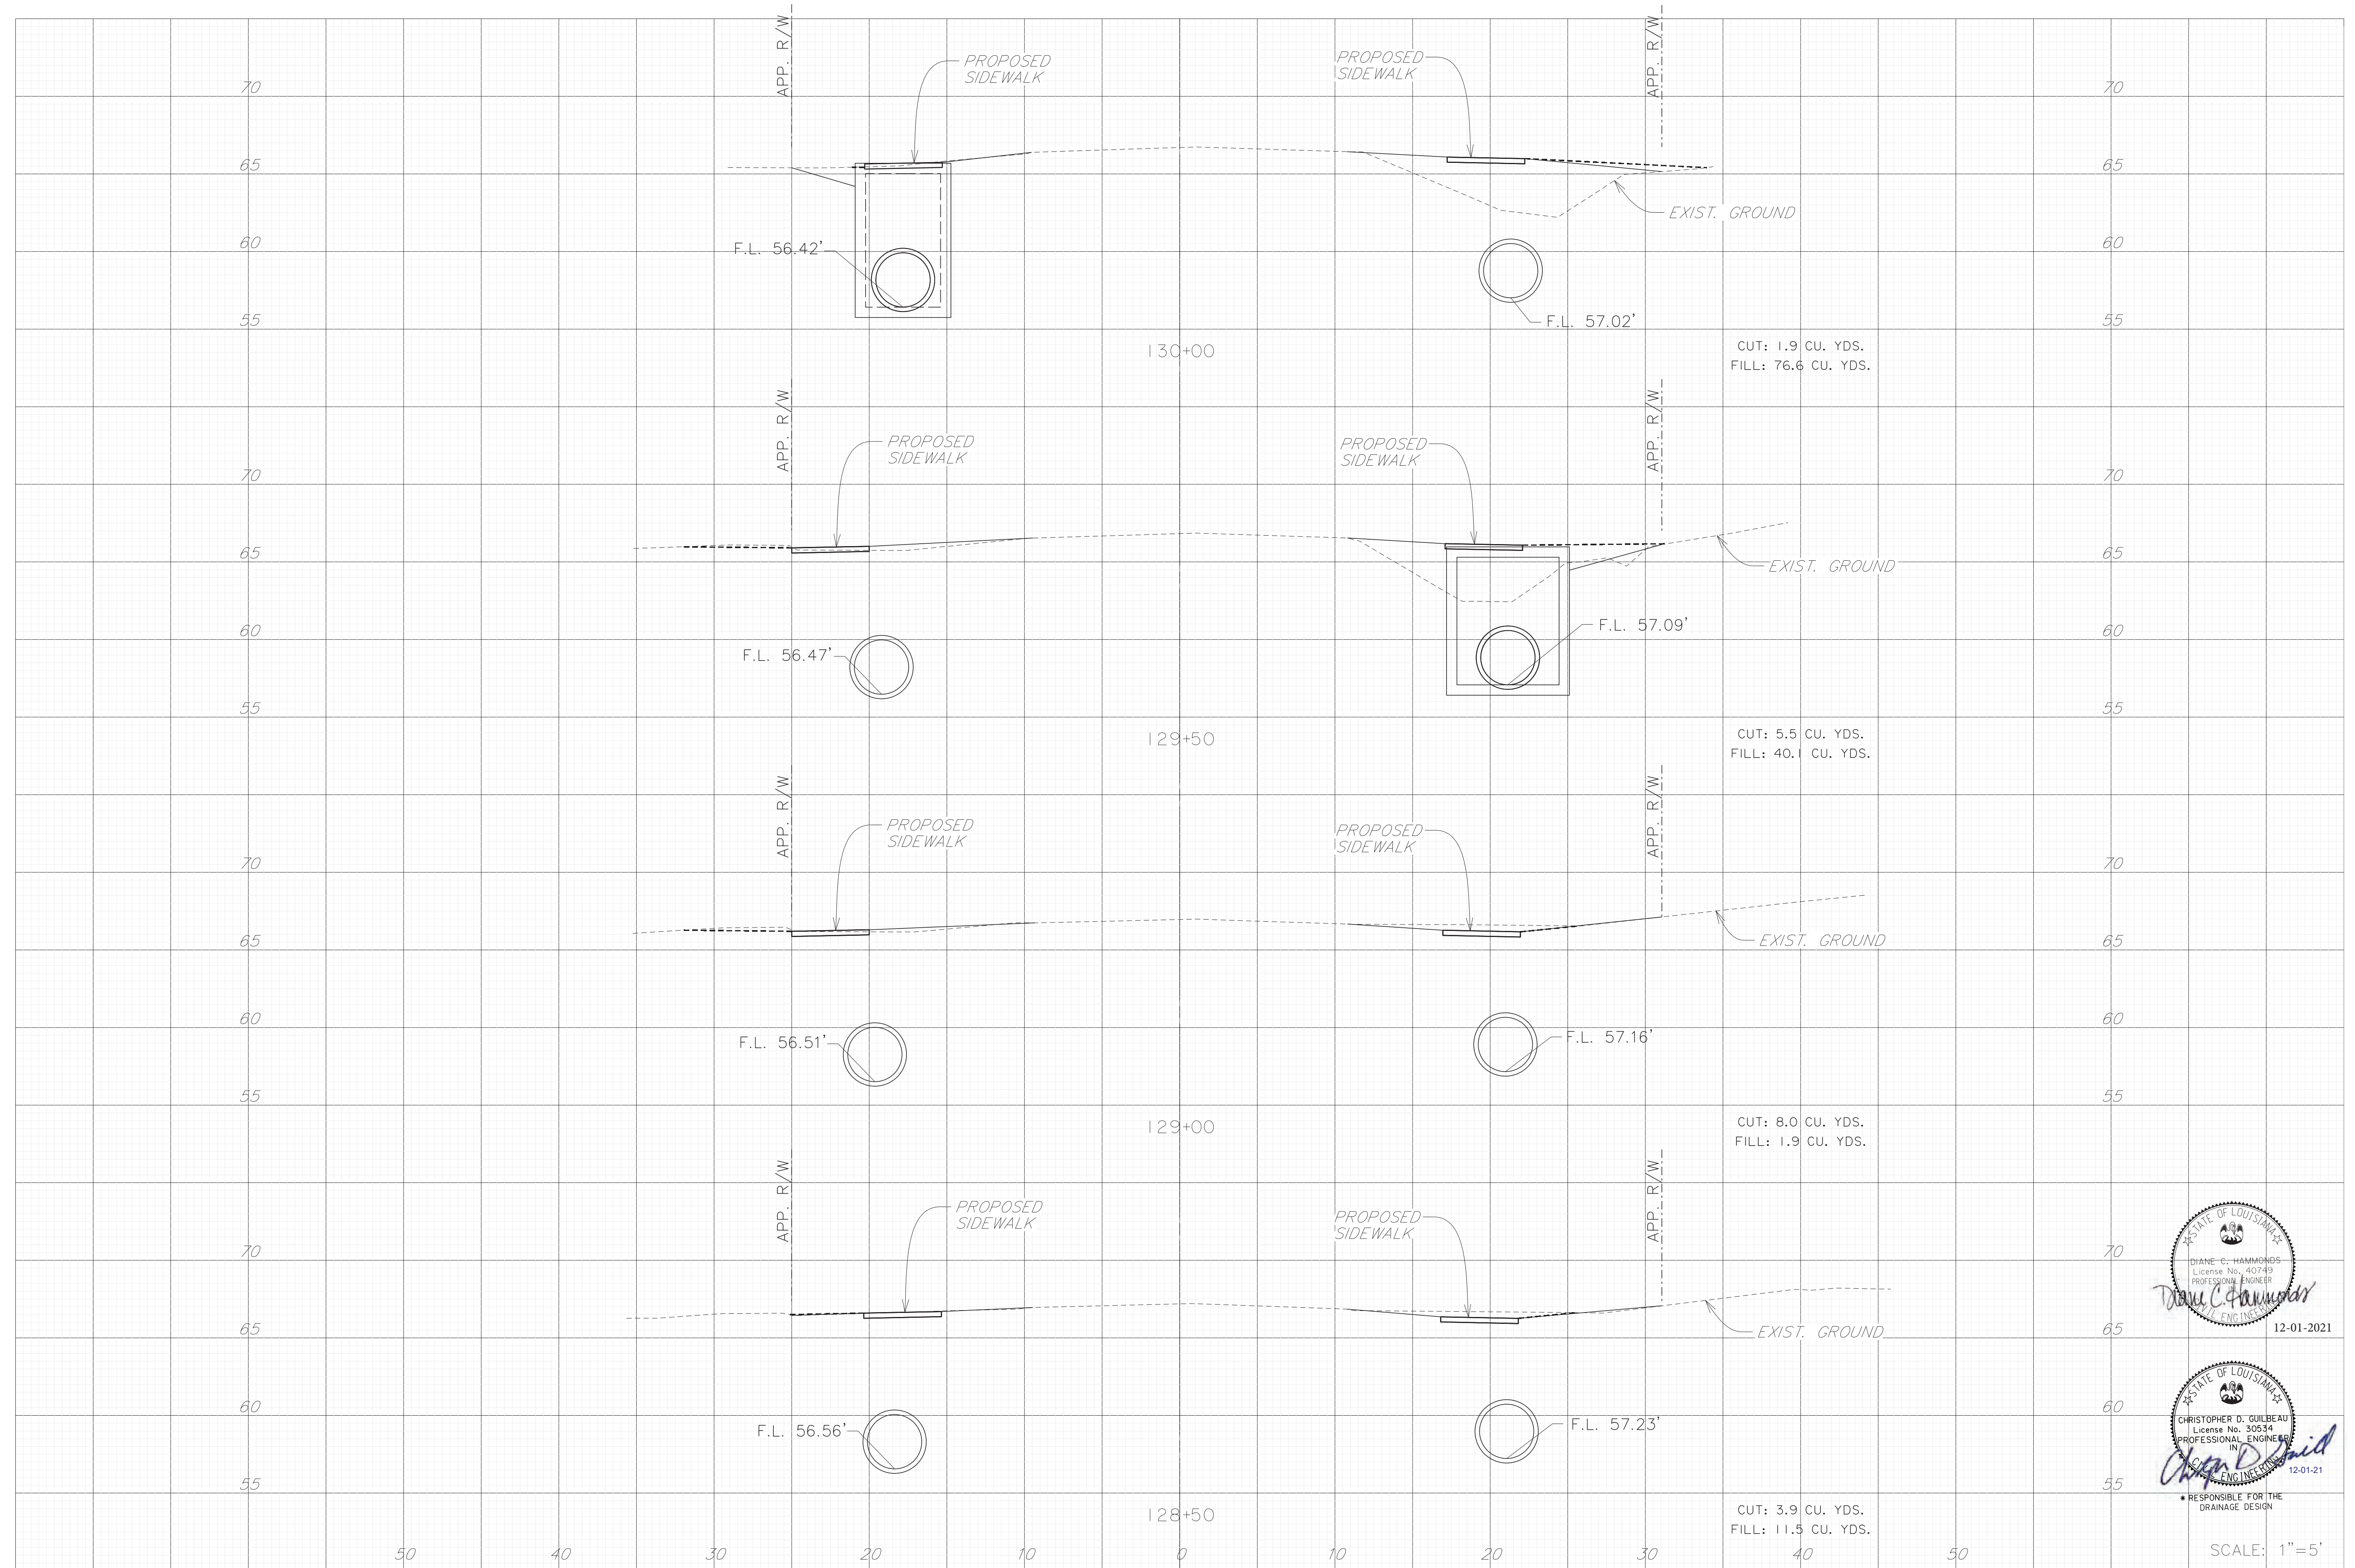 APP. R/W
APP. R/W
PROPOSED
SIDEWALK
PROPOSED
SIDEWALK
70
70
65
65
EXIST. GROUND
60
60
F.L. 56.42'
55
55
F.L. 57.02'
130+00
CUT: 1.9 CU. YDS.
FILL: 76.6 CU. YDS.
APP. R/W
APP. R/W
PROPOSED
SIDEWALK
PROPOSED
SIDEWALK
70
70
65
65
EXIST. GROUND
60
60
F.L. 57.09'
F.L. 56.47'
55
55
129+50
CUT: 5.5 CU. YDS.
FILL: 40.1 CU. YDS.
APP. R/W
APP. R/W
PROPOSED
SIDEWALK
PROPOSED
SIDEWALK
70
70
65
65
EXIST. GROUND
60
60
F.L. 56.51'
F.L. 57.16'
55
55
129+00
CUT: 8.0 CU. YDS.
FILL: 1.9 CU. YDS.
APP. R/W
APP. R/W
PROPOSED
SIDEWALK
PROPOSED
SIDEWALK
70
70
65
65
EXIST. GROUND
60
60
F.L. 56.56'
F.L. 57.23'
55
55
128+50
CUT: 3.9 CU. YDS.
FILL: 11.5 CU. YDS.
50
40
30
20
10
0
10
20
30
40
50
STATE OF LOUISIANA
DIANE C. HAMMONDS
License No. 40749
PROFESSIONAL ENGINEER
IN
CIVIL ENGINEERING
Diane C. Hammonds
12-01-2021
STATE OF LOUISIANA
CHRISTOPHER D. GUILBEAU
License No. 30534
PROFESSIONAL ENGINEER
IN
CIVIL ENGINEERING
12-01-21
* RESPONSIBLE FOR THE
DRAINAGE DESIGN
SCALE: 1"=5'